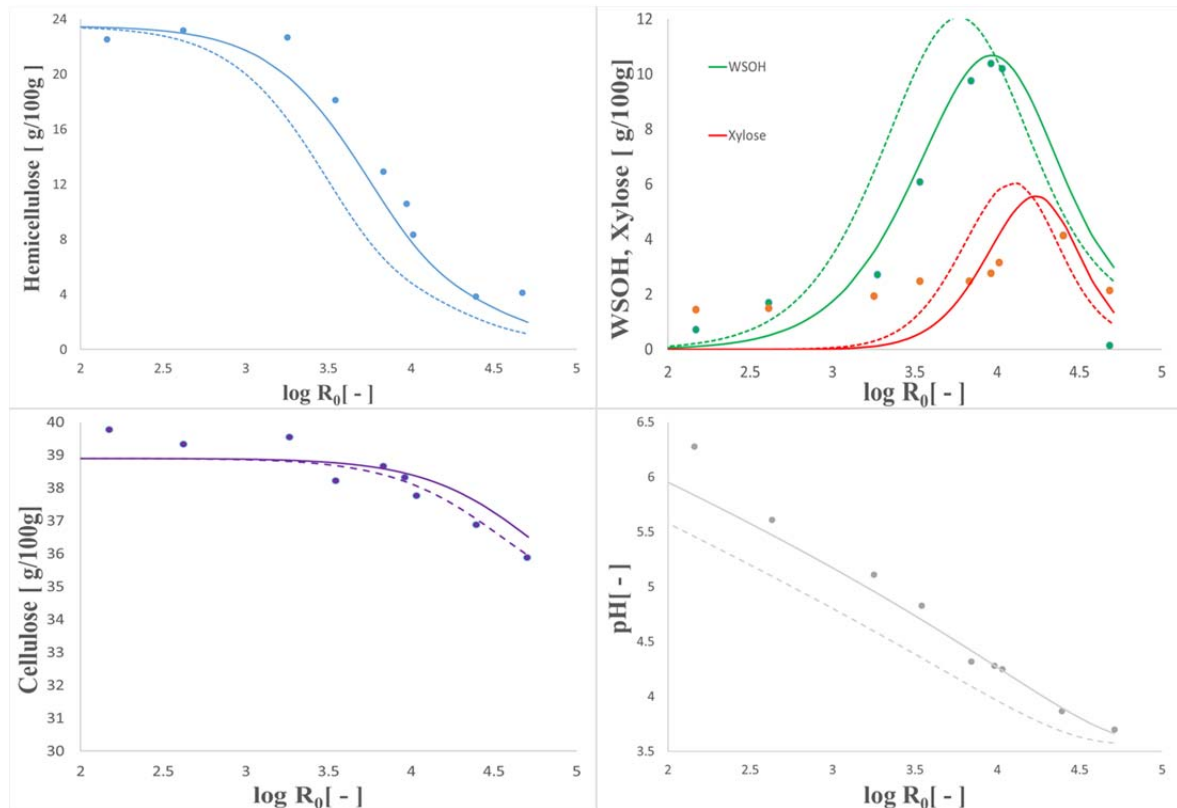 Hemicellulose [ g/100g]
24
20
16
12
8
4
0
2 2.5 3 3.5 4 4.5 5
log R₀[ - ]
WSOH, Xylose [ g/100g]
12
10
8
6
4
2
0
WSOH
Xylose
2 2.5 3 3.5 4 4.5 5
log R₀[ - ]
Cellulose [ g/100g]
40
39
38
37
36
35
34
33
32
31
30
2 2.5 3 3.5 4 4.5 5
log R₀[ - ]
pH[ - ]
6.5
6
5.5
5
4.5
4
3.5
2 2.5 3 3.5 4 4.5 5
log R₀[ - ]